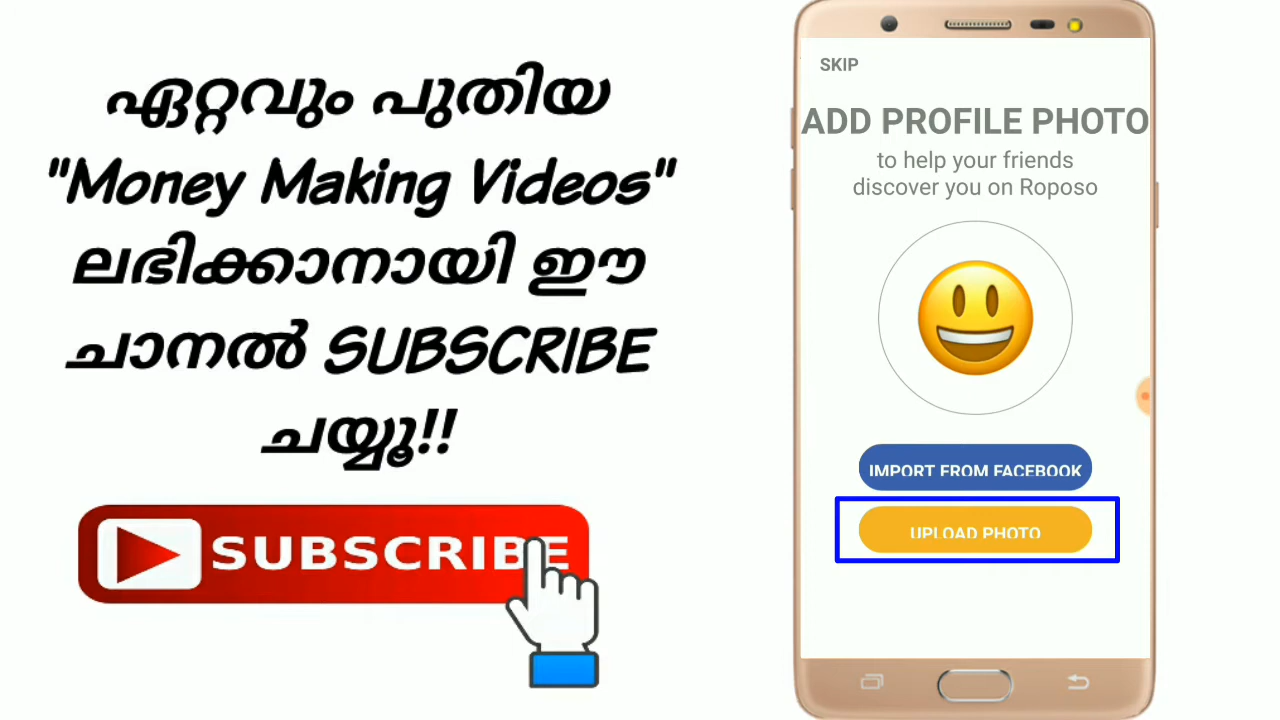 ഏറ്റവും പുതിയ
"Money Making Videos"
ലഭിക്കാനായി ഈ
ചാനൽ SUBSCRIBE
ചയ്യൂ!!
SUBSCRIBE
SKIP
ADD PROFILE PHOTO
to help your friends
discover you on Roposo
IMPORT FROM FACEBOOK
UPLOAD PHOTO